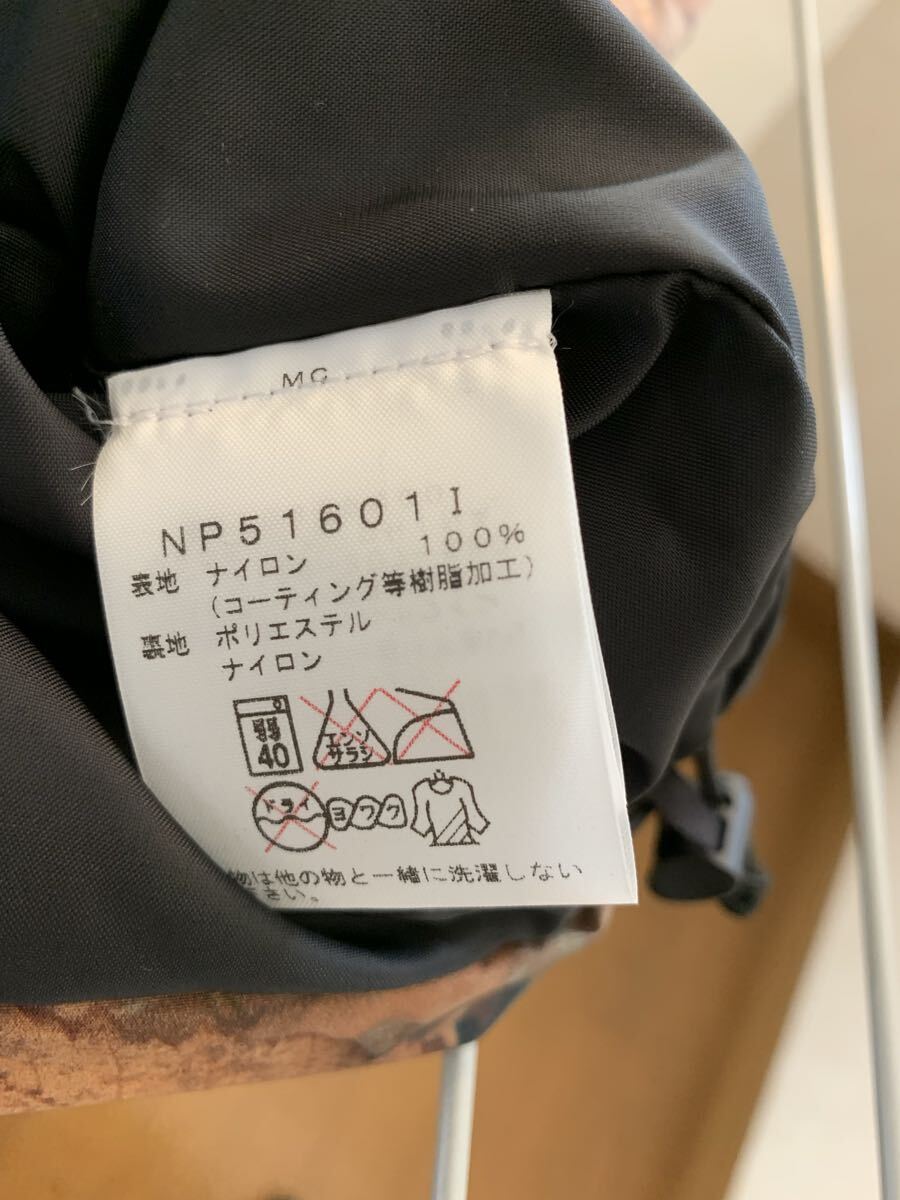 MC
NP51601I
表地 ナイロン 100%
(コーティング等樹脂加工)
裏地 ポリエステル
ナイロン
弱
40
エンソ
サラシ
ドライ
ヨワク
物は他の物と一緒に洗濯しない
さい。